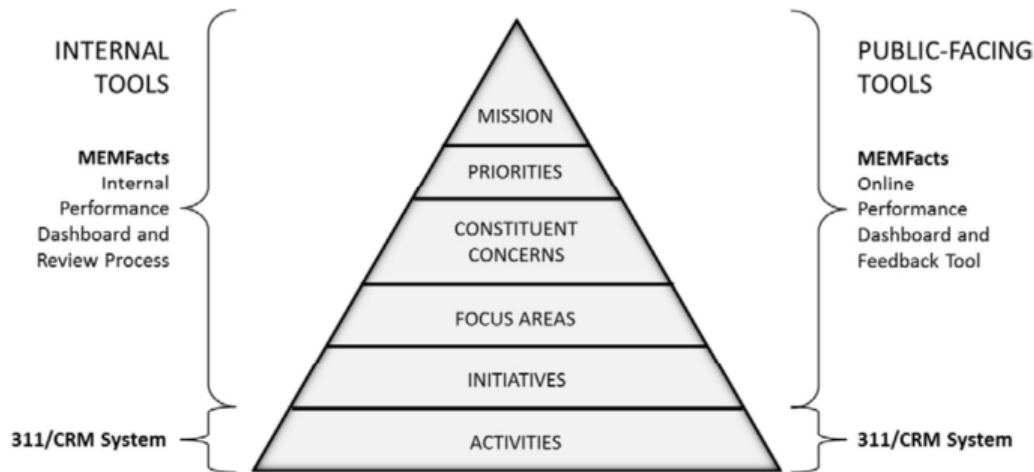 INTERNAL
TOOLS
MEMFacts
Internal
Performance
Dashboard and
Review Process
311/CRM System
MISSION
PRIORITIES
CONSTITUENT
CONCERNS
FOCUS AREAS
INITIATIVES
ACTIVITIES
PUBLIC-FACING
TOOLS
MEMFacts
Online
Performance
Dashboard and
Feedback Tool
311/CRM System